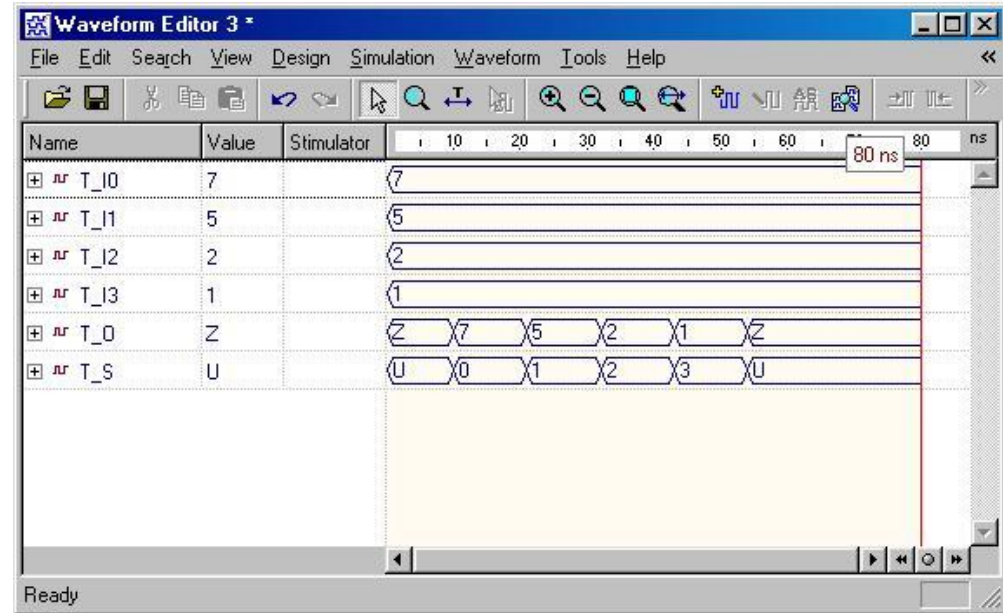 Waveform Editor 3 *
File Edit Search View Design Simulation Waveform Tools Help
Name Value Stimulator 10 20 30 40 50 60 80 ns
80 ns
T_I0 7 7
T_I1 5 5
T_I2 2 2
T_I3 1 1
T_O Z Z 7 5 2 1 Z
T_S U U 0 1 2 3 U
Ready